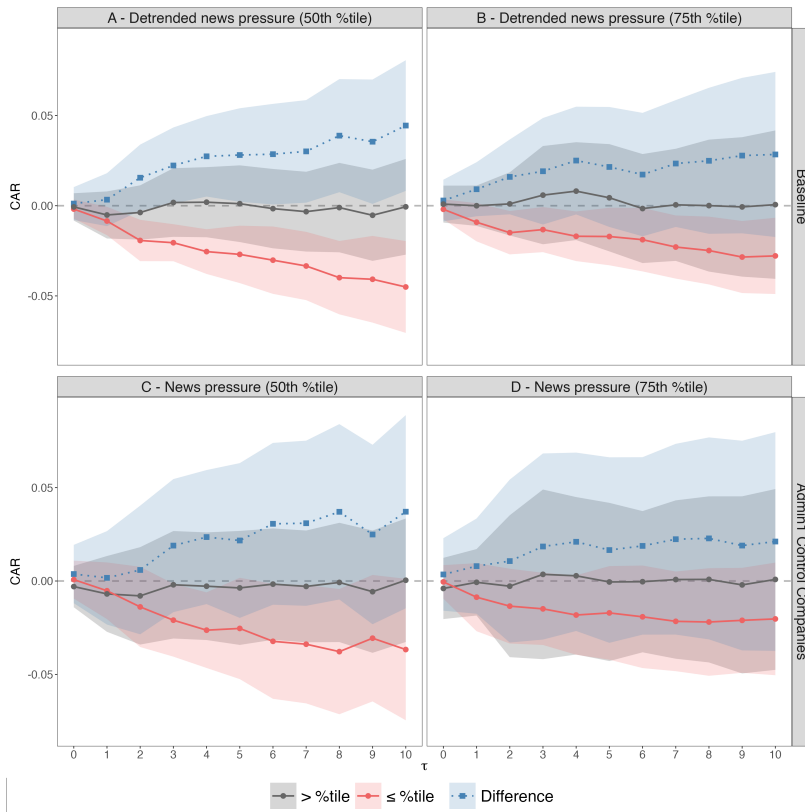 A - Detrended news pressure (50th %tile)
B - Detrended news pressure (75th %tile)
0.05
0.00
-0.05
CAR
Baseline
C - News pressure (50th %tile)
D - News pressure (75th %tile)
0.05
0.00
-0.05
CAR
Admin1 Control Companies
0 1 2 3 4 5 6 7 8 9 10 0 1 2 3 4 5 6 7 8 9 10
τ
> %tile ≤ %tile Difference